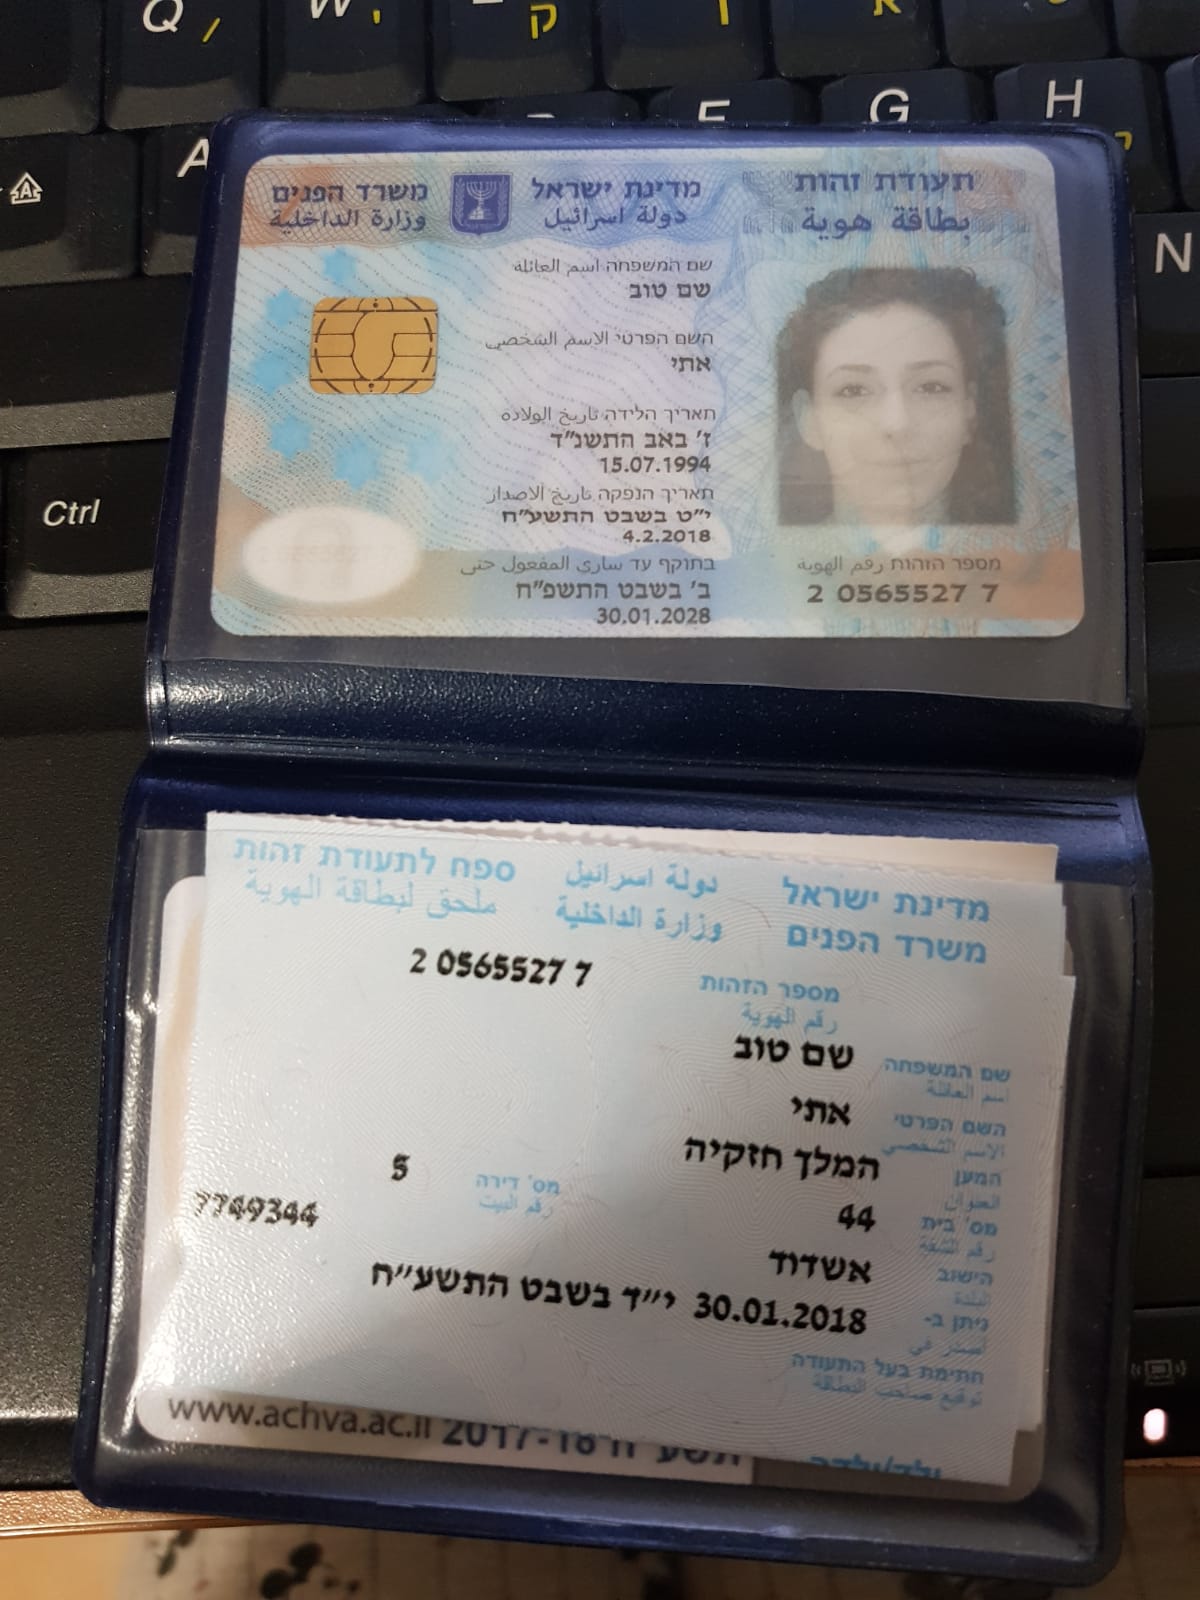 Q / W י ק ן א
A F G H
N
Ctrl
תעודת זהות
بطاقة هوية
מדינת ישראל
دولة اسرائيل
משרד הפנים
وزارة الداخلية
שם המשפחה اسم العائلة
שם טוב
השם הפרטי الاسم الشخصي
אתי
תאריך הלידה تاريخ الولادة
ז' באב התשנ"ד
15.07.1994
תאריך הנפקה تاريخ الاصدار
י"ט בשבט התשע"ח
4.2.2018
בתוקף עד ساري المفعول حتى
ב' בשבט התשפ"ח
30.01.2028
מספר הזהות رقم الهوية
2 0565527 7
מדינת ישראל دولة اسرائيل ספח לתעודת זהות
משרד הפנים وزارة الداخلية ملحق لبطاقة الهوية
מספר הזהות 2 0565527 7
رقم الهوية
שם המשפחה שם טוב
اسم العائلة
השם הפרטי אתי
الاسم الشخصي
המען המלך חזקיה
العنوان
מס' בית 44 מס' דירה 5
رقم الشقة رقم البيت
7749344
הישוב אשדוד
البلدة
ניתן ב- 30.01.2018 י"ד בשבט התשע"ח
أصدر في
חתימת בעל התעודה
توقيع صاحب البطاقة
www.achva.ac.il